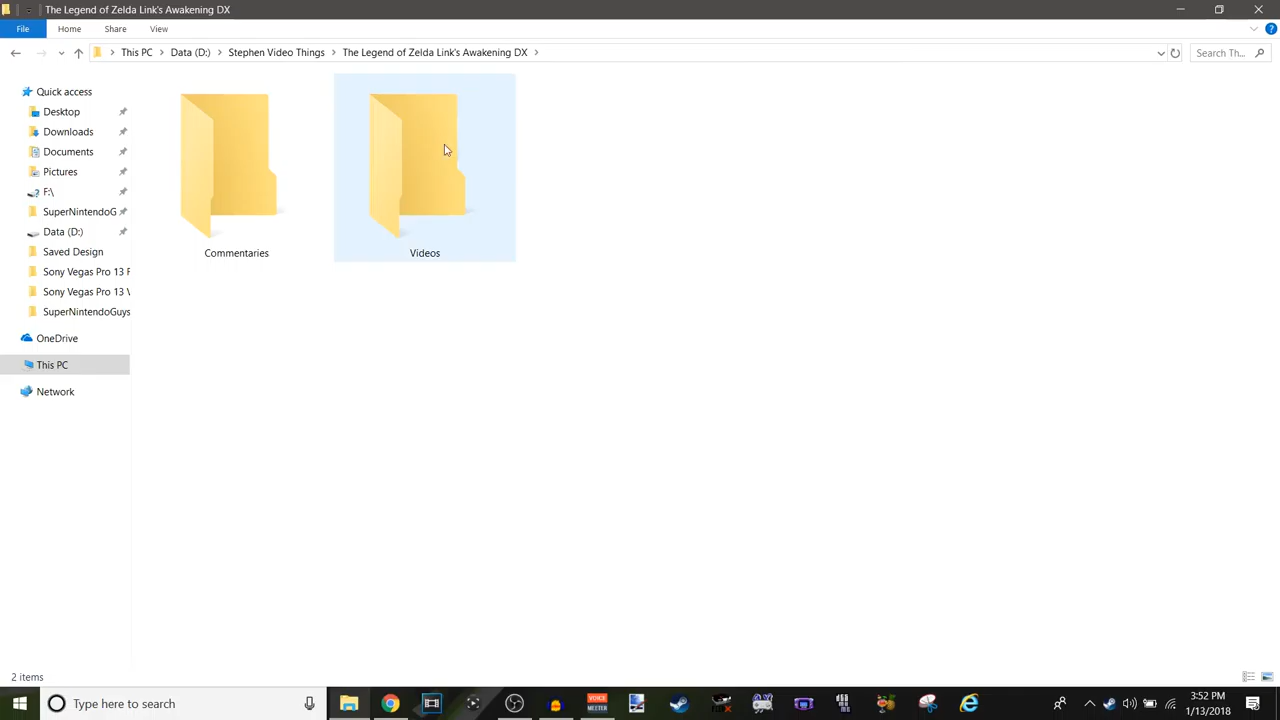 The Legend of Zelda Link's Awakening DX
File Home Share View
This PC Data (D:) Stephen Video Things The Legend of Zelda Link's Awakening DX
Search Th...
Quick access
Desktop
Downloads
Documents
Pictures
F:\
SuperNintendoG
Data (D:)
Saved Design
Sony Vegas Pro 13 F
Sony Vegas Pro 13 V
SuperNintendoGuys
OneDrive
This PC
Network
Commentaries
Videos
2 items
Type here to search
VOICE
MEETER
3:52 PM
1/13/2018